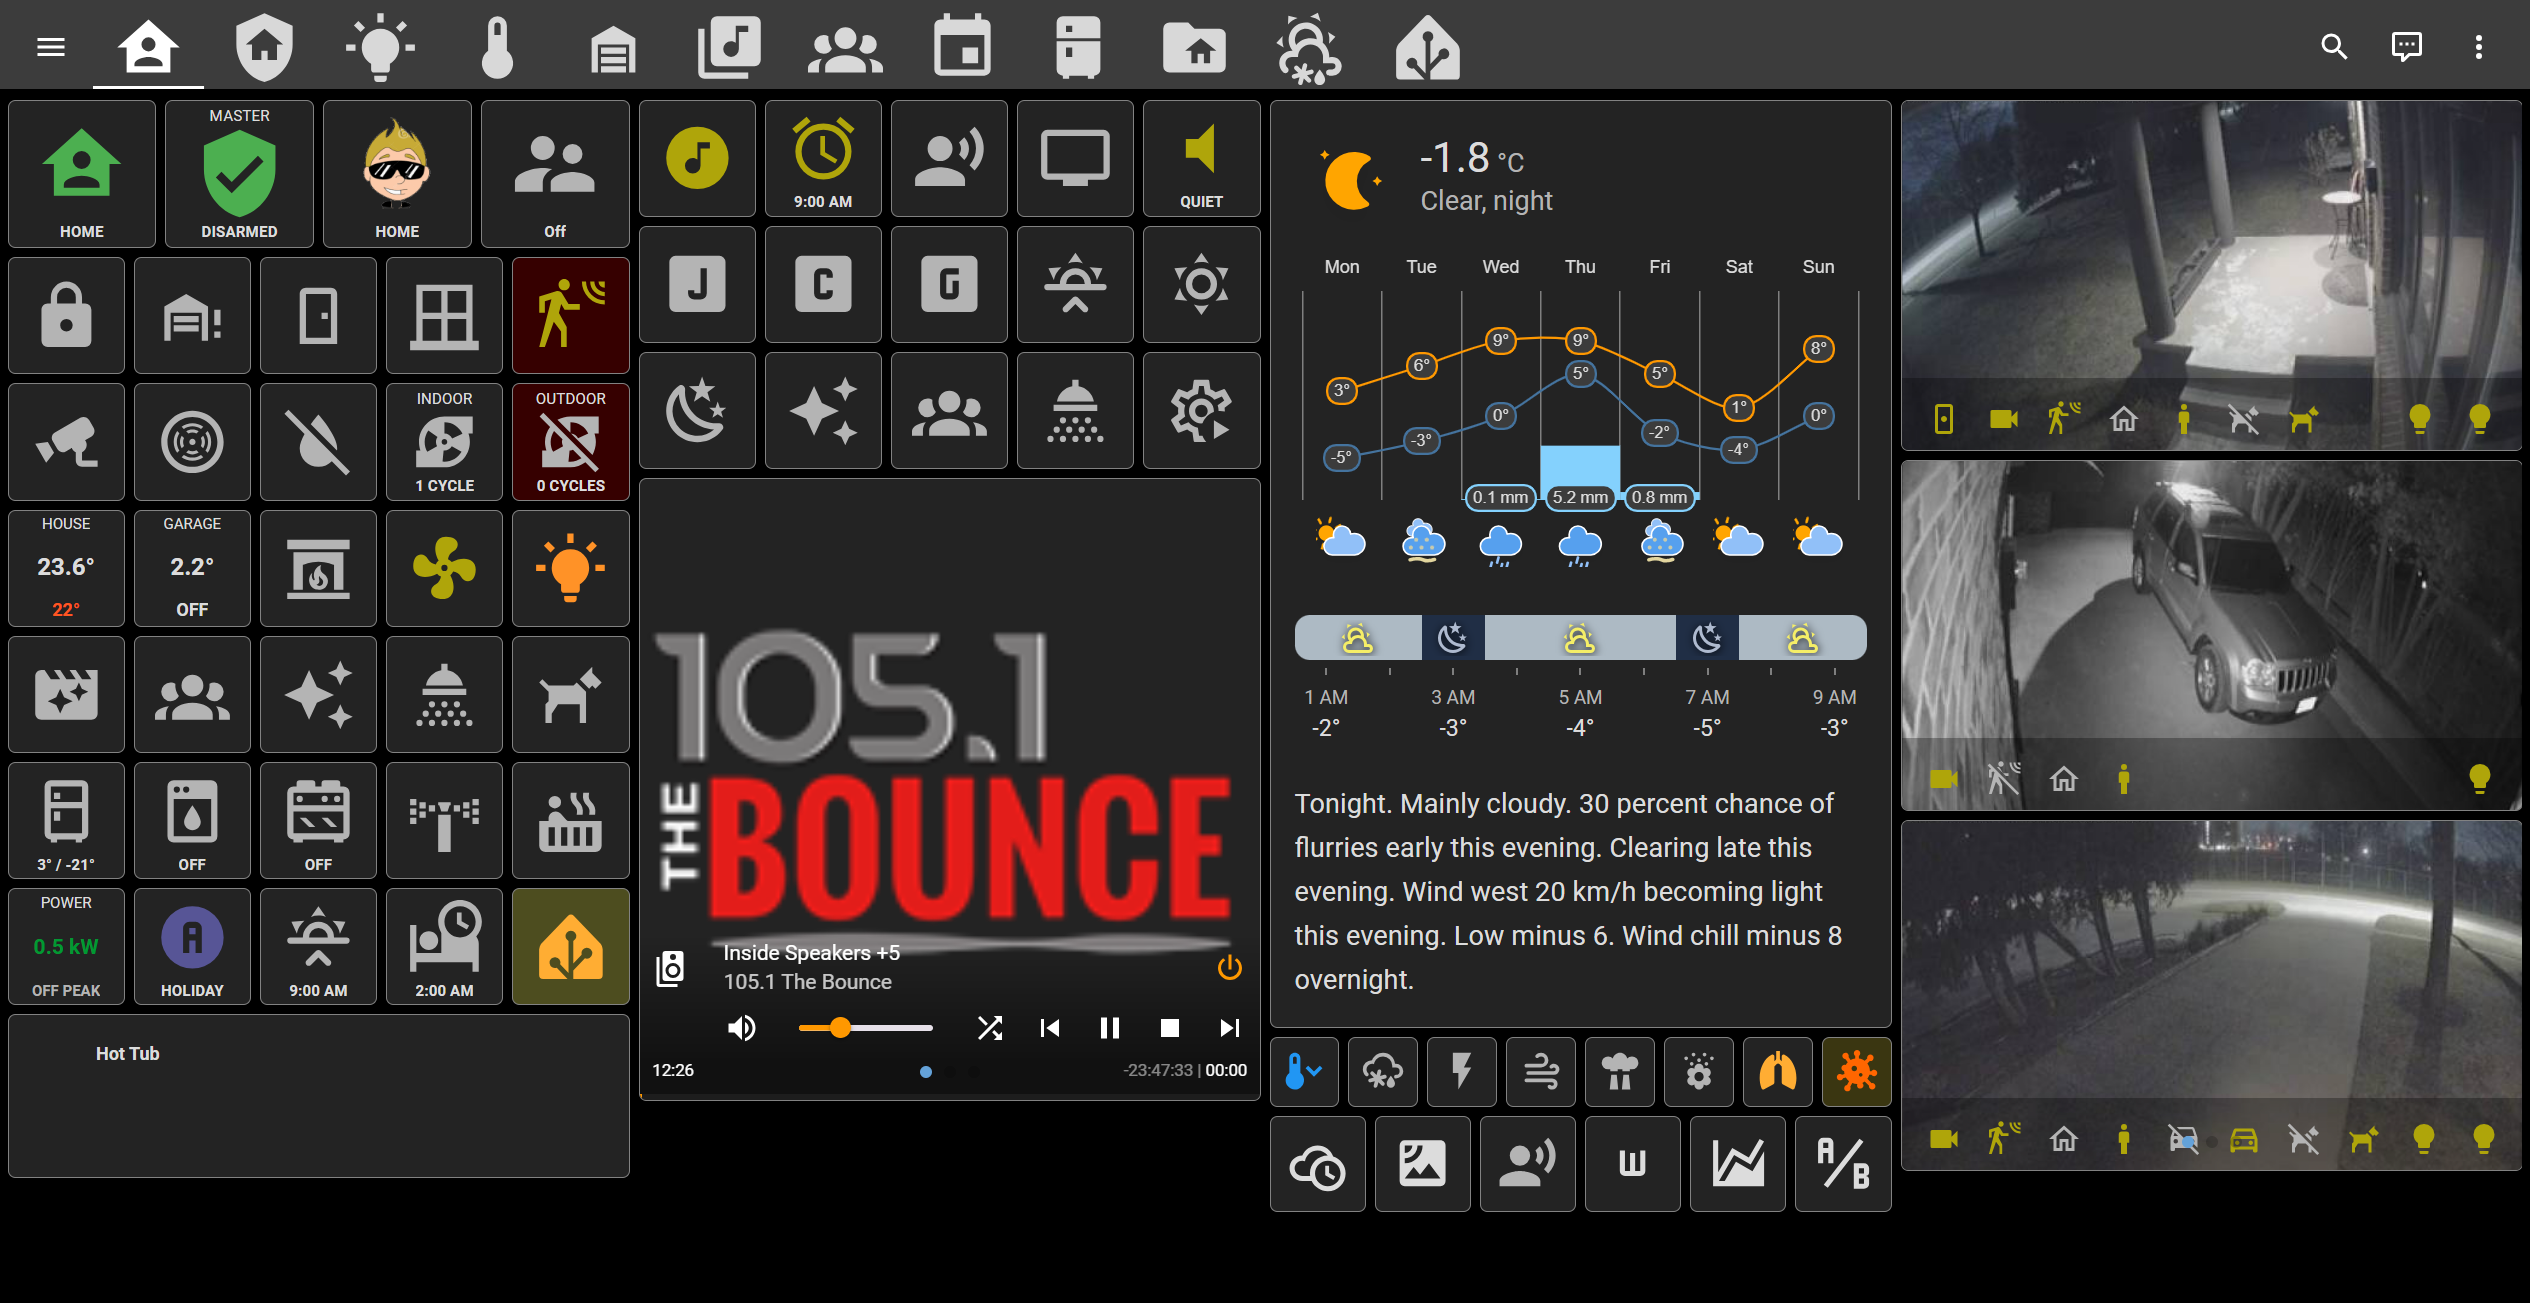 MASTER
HOME
DISARMED
HOME
Off
9:00 AM
QUIET
J
C
G
INDOOR
1 CYCLE
OUTDOOR
0 CYCLES
HOUSE
23.6°
22°
GARAGE
2.2°
OFF
3° / -21°
OFF
OFF
POWER
0.5 kW
OFF PEAK
A
HOLIDAY
9:00 AM
2:00 AM
Hot Tub
105.1
THE BOUNCE
Inside Speakers +5
105.1 The Bounce
12:26
-23:47:33 | 00:00
-1.8 °C
Clear, night
Mon Tue Wed Thu Fri Sat Sun
3° 6° 9° 9° 5° 1° 8°
-5° -3° 0° 5° -2° -4° 0°
0.1 mm 5.2 mm 0.8 mm
1 AM 3 AM 5 AM 7 AM 9 AM
-2° -3° -4° -5° -3°
Tonight. Mainly cloudy. 30 percent chance of
flurries early this evening. Clearing late this
evening. Wind west 20 km/h becoming light
this evening. Low minus 6. Wind chill minus 8
overnight.
W
A/B